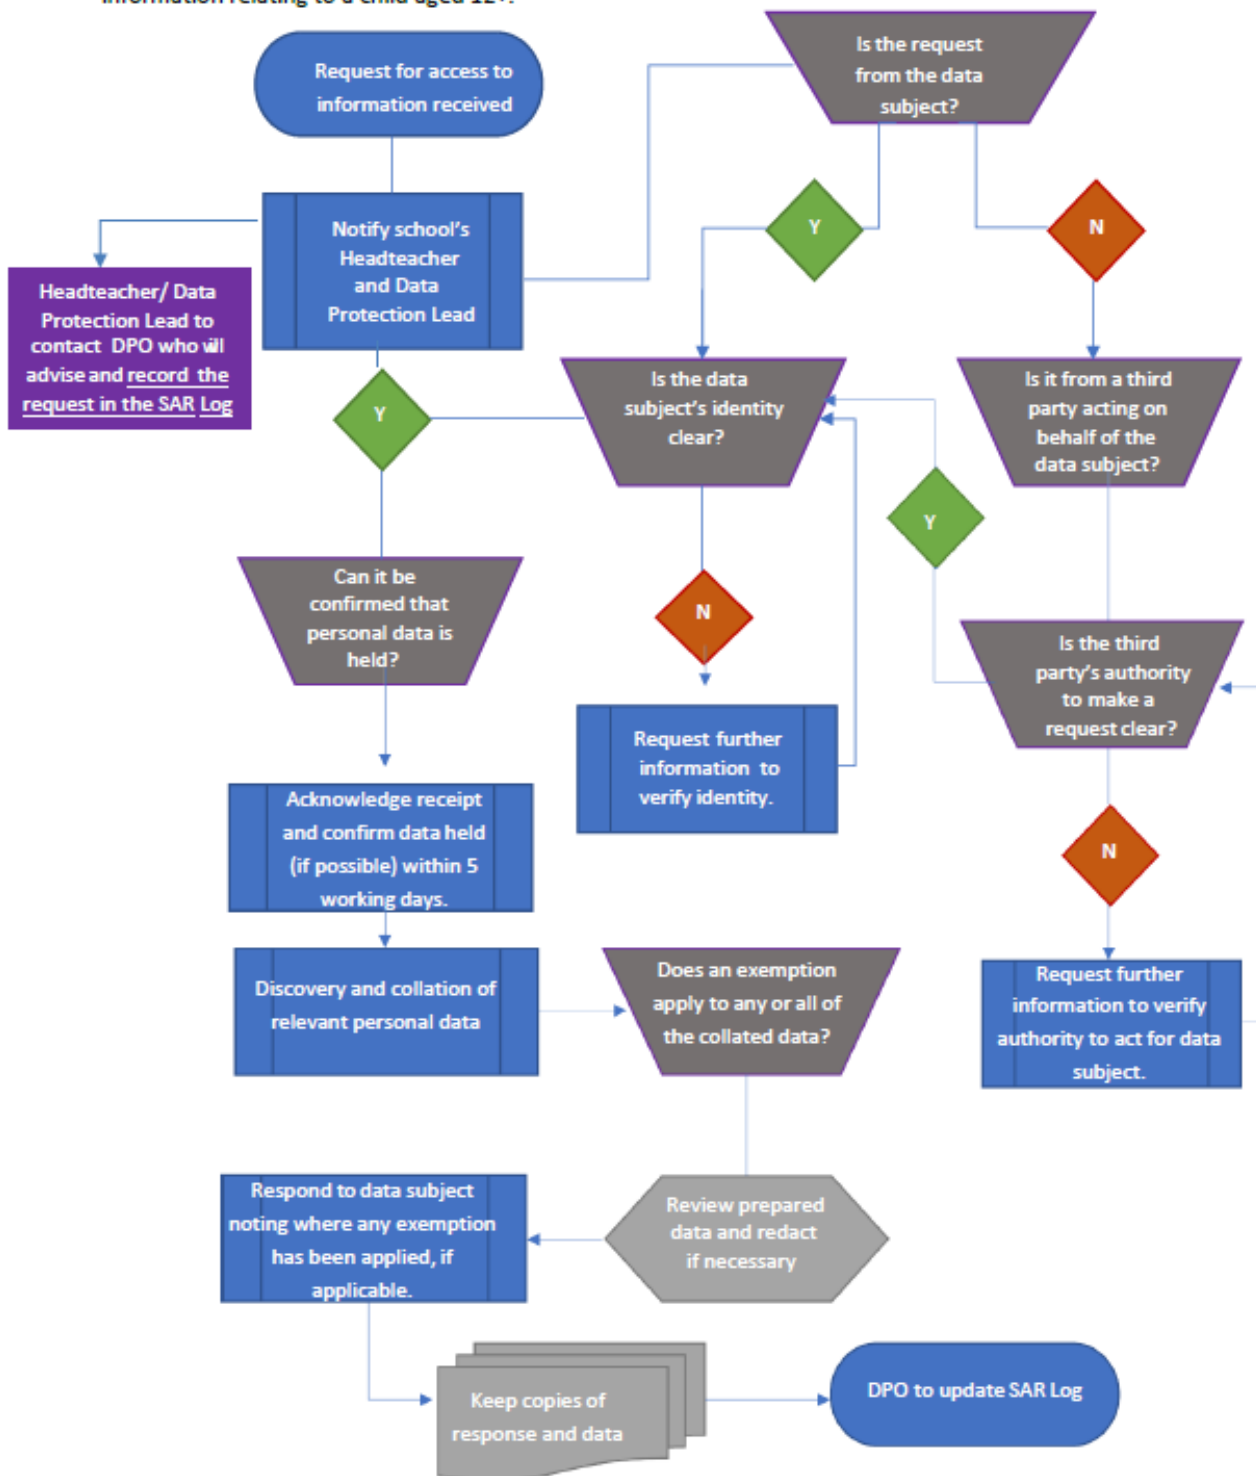 information relating to a child aged 12+.
Request for access to
information received
Is the request
from the data
subject?
Y
N
Notify school's
Headteacher
and Data
Protection Lead
Headteacher/ Data
Protection Lead to
contact DPO who will
advise and record the
request in the SAR Log
Y
Is the data
subject's identity
clear?
Is it from a third
party acting on
behalf of the
data subject?
Y
Can it be
confirmed that
personal data is
held?
N
Is the third
party's authority
to make a
request clear?
Request further
information to
verify identity.
Acknowledge receipt
and confirm data held
(if possible) within 5
working days.
N
Discovery and collation of
relevant personal data
Does an exemption
apply to any or all of
the collated data?
Request further
information to verify
authority to act for data
subject.
Respond to data subject
noting where any exemption
has been applied, if
applicable.
Review prepared
data and redact
if necessary
Keep copies of
response and data
DPO to update SAR Log